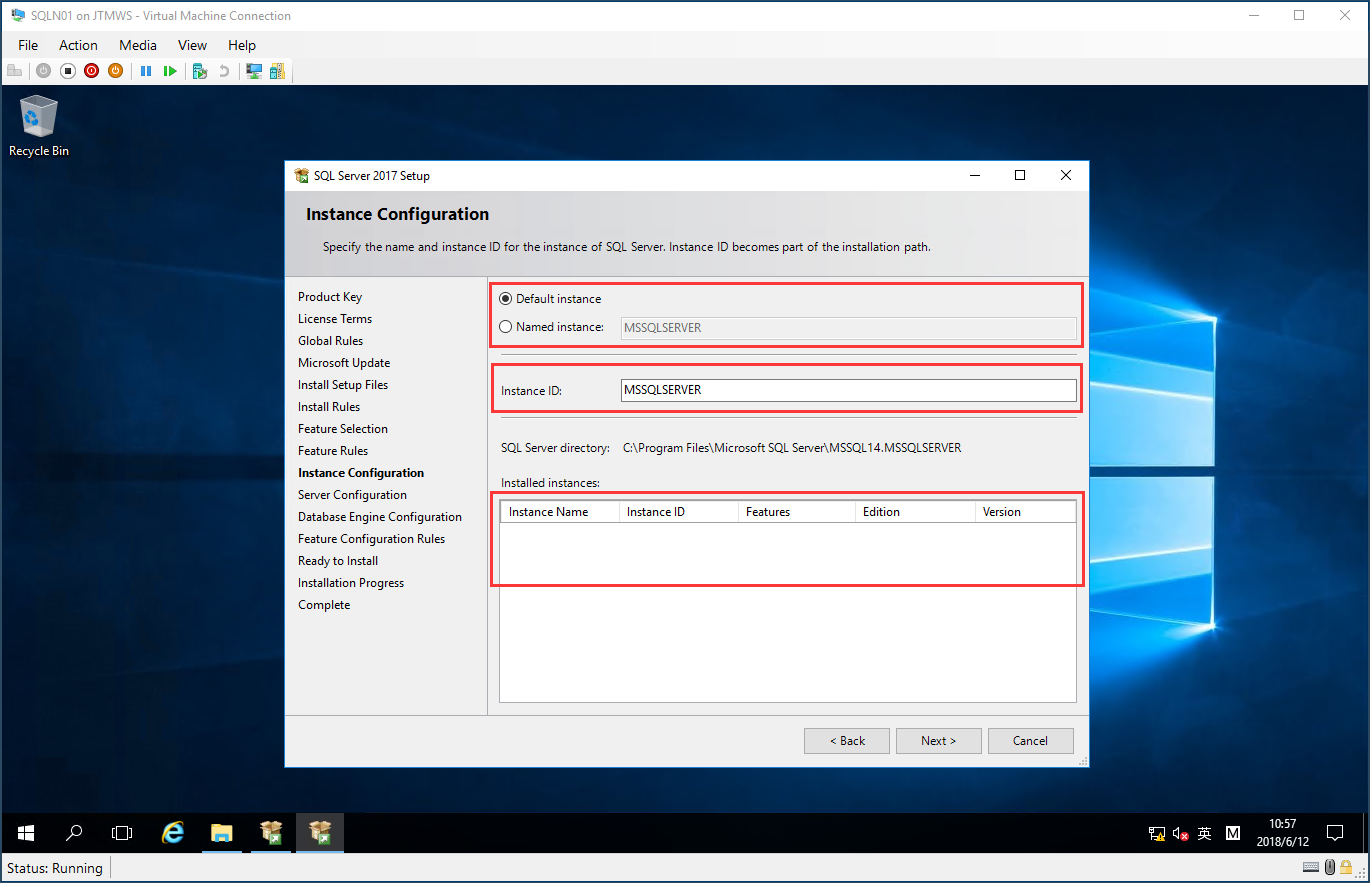 SQLN01 on JTMWS - Virtual Machine Connection
File Action Media View Help
Recycle Bin
SQL Server 2017 Setup
Instance Configuration
Specify the name and instance ID for the instance of SQL Server. Instance ID becomes part of the installation path.
Product Key
License Terms
Global Rules
Microsoft Update
Install Setup Files
Install Rules
Feature Selection
Feature Rules
Instance Configuration
Server Configuration
Database Engine Configuration
Feature Configuration Rules
Ready to Install
Installation Progress
Complete
Default instance
Named instance: MSSQLSERVER
Instance ID: MSSQLSERVER
SQL Server directory: C:\Program Files\Microsoft SQL Server\MSSQL14.MSSQLSERVER
Installed instances:
Instance Name Instance ID Features Edition Version
< Back Next > Cancel
英 M
10:57
2018/6/12
Status: Running